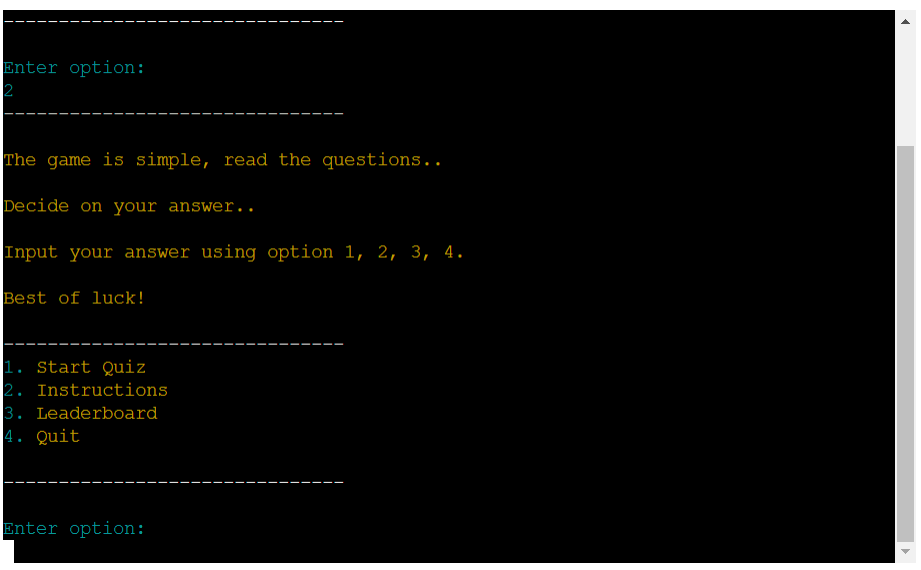 -------------------------------
Enter option:
2
-------------------------------
The game is simple, read the questions..
Decide on your answer..
Input your answer using option 1, 2, 3, 4.
Best of luck!
-------------------------------
1. Start Quiz
2. Instructions
3. Leaderboard
4. Quit
-------------------------------
Enter option: